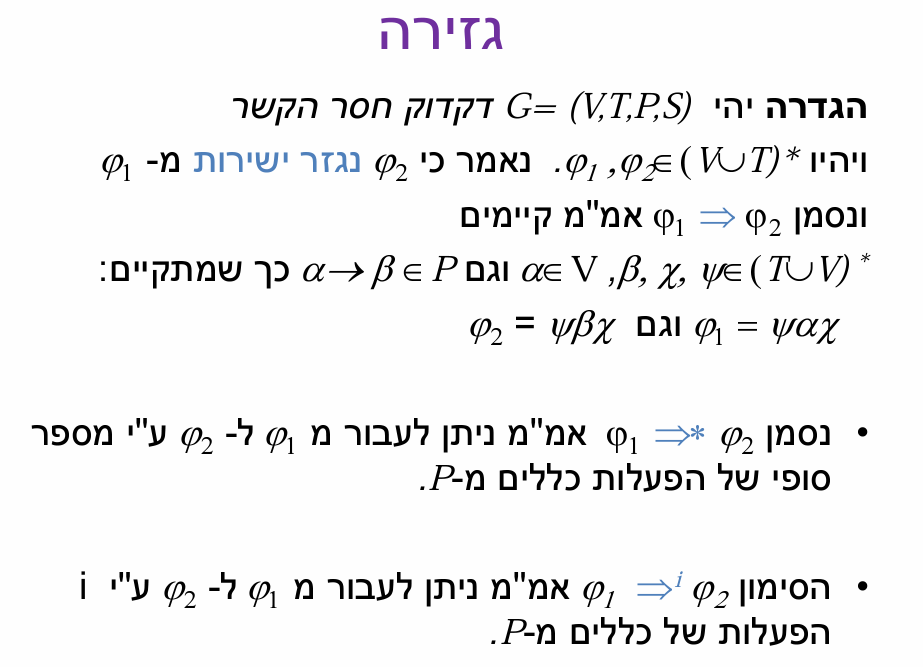 גזירה
הגדרה יהי G= (V,T,P,S) דקדוק חסר הקשר
ויהיו φ₁ ,φ₂∈(V∪T)*. נאמר כי φ₂ נגזר ישירות מ- φ₁
ונסמן φ₁ ⇒ φ₂ אמ"מ קיימים
α∈V ,β, χ, ψ∈(T∪V)* וגם α→β∈P כך שמתקיים:
φ₁ = ψαχ וגם φ₂ = ψβχ
• נסמן φ₁ ⇒* φ₂ אמ"מ ניתן לעבור מ φ₁ ל- φ₂ ע"י מספר
סופי של הפעלות כללים מ-P.
• הסימון φ₁ ⇒ⁱ φ₂ אמ"מ ניתן לעבור מ φ₁ ל- φ₂ ע"י i
הפעלות של כללים מ-P.